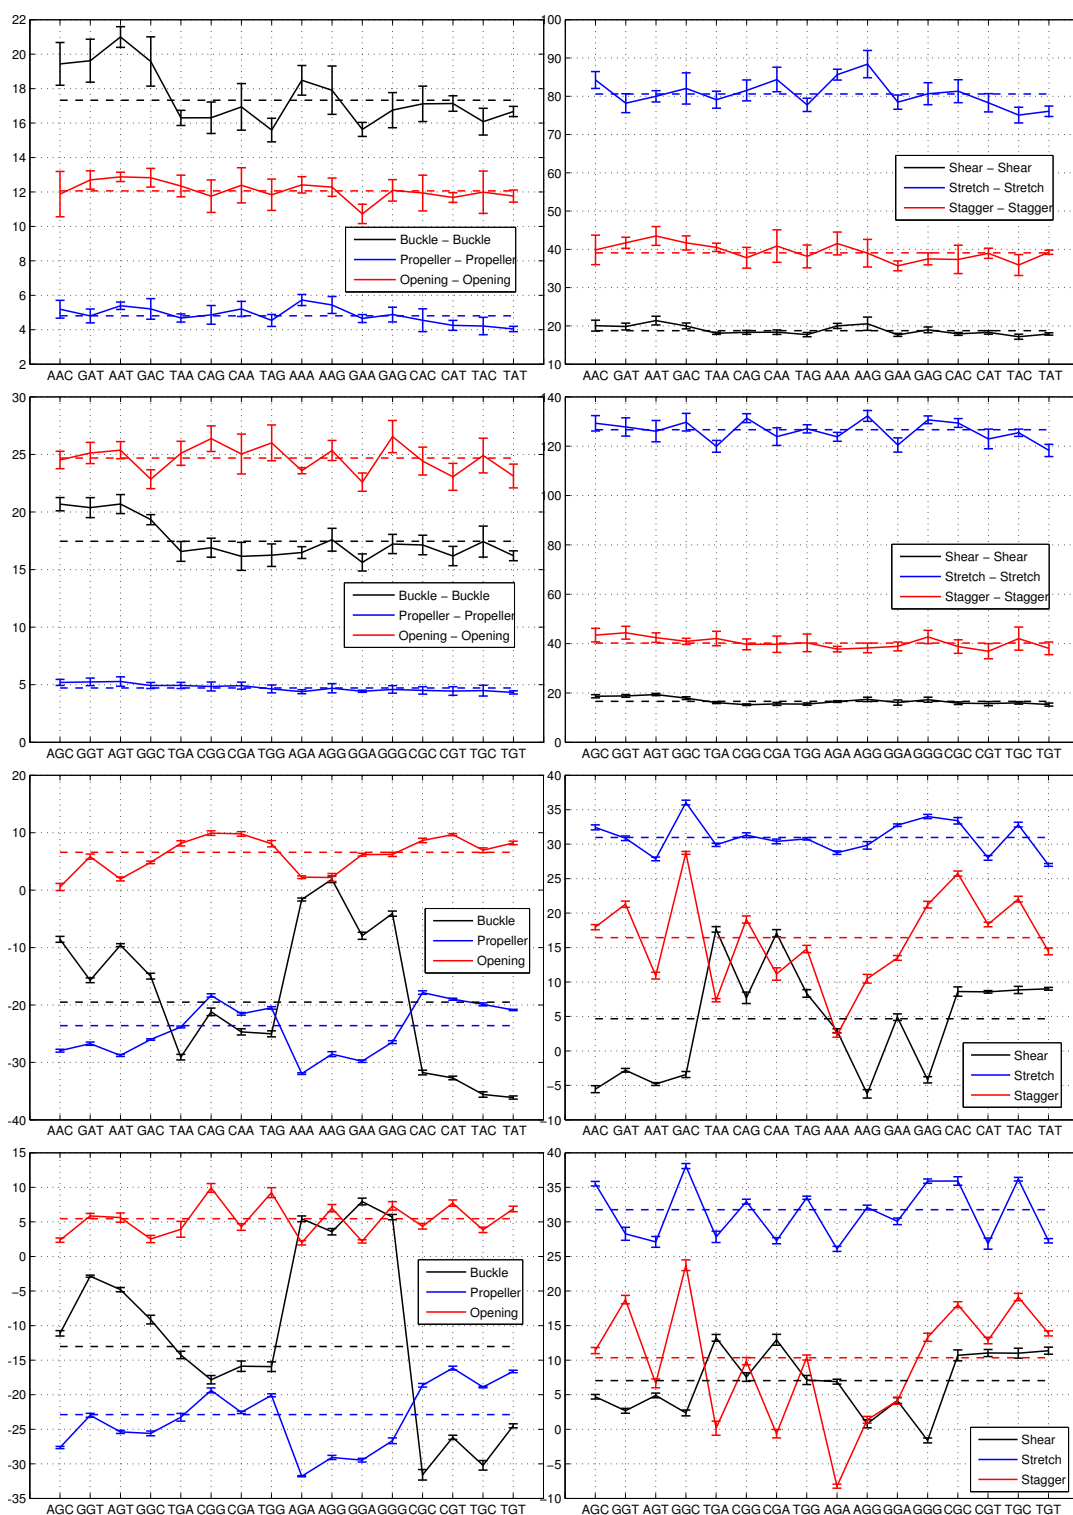 22
20
18
16
14
12
10
8
6
4
2
Buckle − Buckle
Propeller − Propeller
Opening − Opening
AAC GAT AAT GAC TAA CAG CAA TAG AAA AAG GAA GAG CAC CAT TAC TAT
100
90
80
70
60
50
40
30
20
10
Shear − Shear
Stretch − Stretch
Stagger − Stagger
AAC GAT AAT GAC TAA CAG CAA TAG AAA AAG GAA GAG CAC CAT TAC TAT
30
25
20
15
10
5
0
Buckle − Buckle
Propeller − Propeller
Opening − Opening
AGC GGT AGT GGC TGA CGG CGA TGG AGA AGG GGA GGG CGC CGT TGC TGT
140
120
100
80
60
40
20
0
Shear − Shear
Stretch − Stretch
Stagger − Stagger
AGC GGT AGT GGC TGA CGG CGA TGG AGA AGG GGA GGG CGC CGT TGC TGT
20
10
0
−10
−20
−30
−40
Buckle
Propeller
Opening
AAC GAT AAT GAC TAA CAG CAA TAG AAA AAG GAA GAG CAC CAT TAC TAT
40
35
30
25
20
15
10
5
0
−5
−10
Shear
Stretch
Stagger
AAC GAT AAT GAC TAA CAG CAA TAG AAA AAG GAA GAG CAC CAT TAC TAT
15
10
5
0
−5
−10
−15
−20
−25
−30
−35
Buckle
Propeller
Opening
AGC GGT AGT GGC TGA CGG CGA TGG AGA AGG GGA GGG CGC CGT TGC TGT
40
35
30
25
20
15
10
5
0
−5
−10
Shear
Stretch
Stagger
AGC GGT AGT GGC TGA CGG CGA TGG AGA AGG GGA GGG CGC CGT TGC TGT